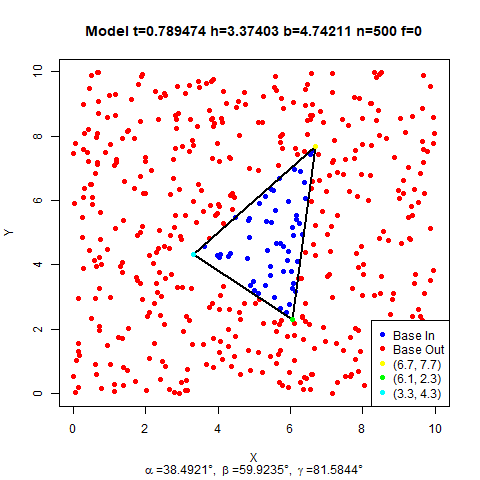 Model t=0.789474 h=3.37403 b=4.74211 n=500 f=0
10
8
6
4
2
0
Y
Base In
Base Out
(6.7, 7.7)
(6.1, 2.3)
(3.3, 4.3)
0 2 4 6 8 10
X
α=38.4921°, β=59.9235°, γ=81.5844°